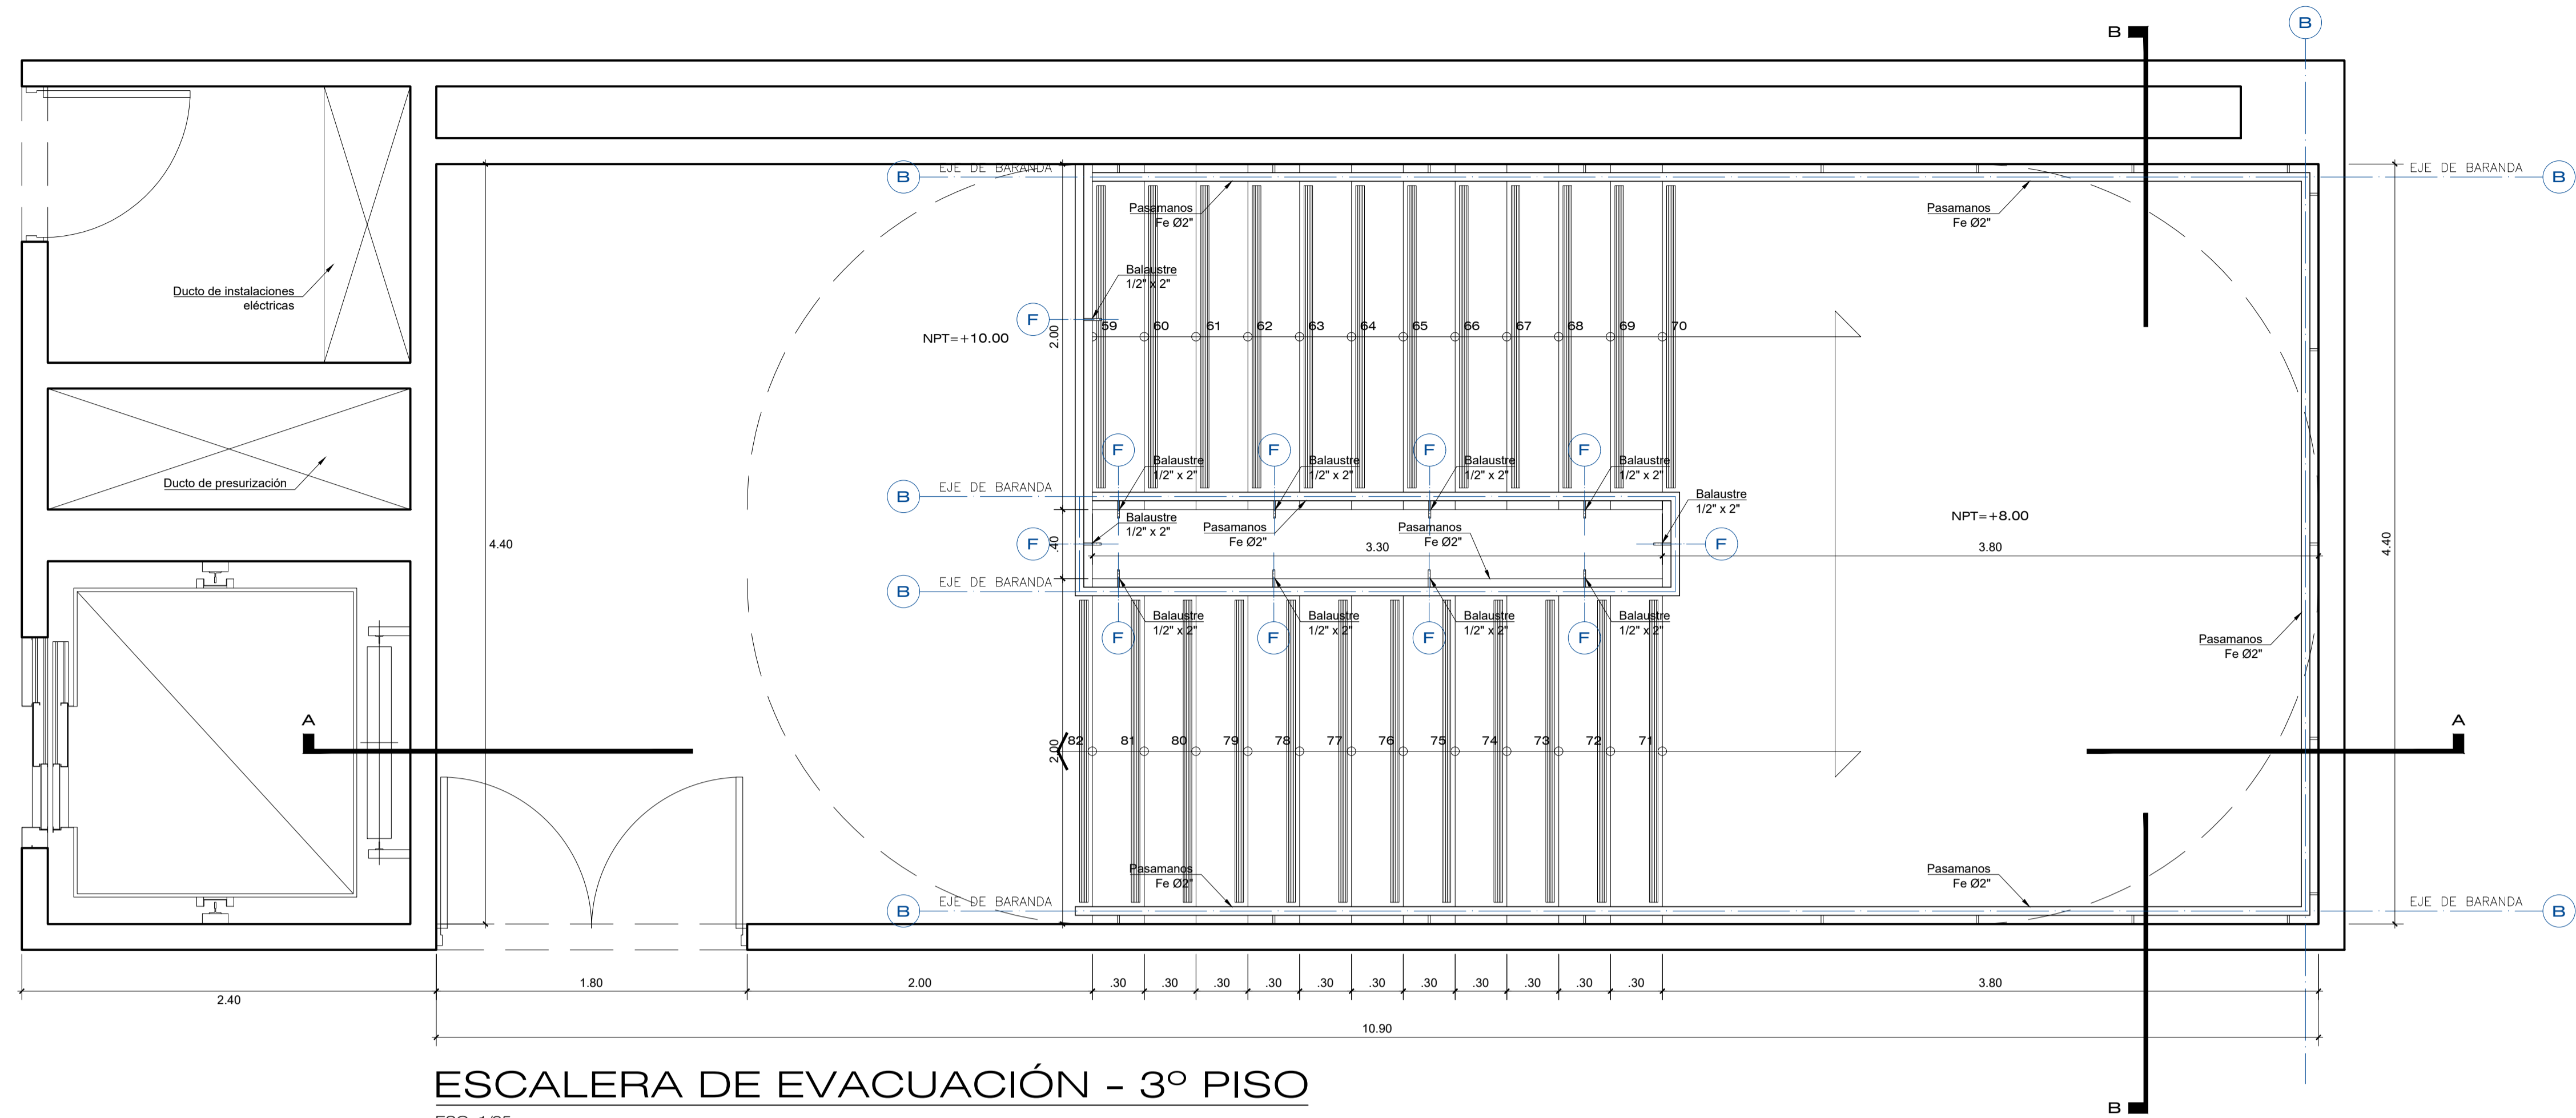 B
B
EJE DE BARANDA
B
B
EJE DE BARANDA
B
Pasamanos
Fe Ø2"
Pasamanos
Fe Ø2"
Balaustre
1/2" x 2"
Ducto de instalaciones
eléctricas
F
NPT=+10.00
2.00
59
60
61
62
63
64
65
66
67
68
69
70
F
F
F
F
Balaustre
1/2" x 2"
Balaustre
1/2" x 2"
Balaustre
1/2" x 2"
Balaustre
1/2" x 2"
Ducto de presurización
B
EJE DE BARANDA
Balaustre
1/2" x 2"
Balaustre
1/2" x 2"
Pasamanos
Fe Ø2"
Pasamanos
Fe Ø2"
NPT=+8.00
4.40
F
.40
3.30
F
3.80
4.40
B
EJE DE BARANDA
Balaustre
1/2" x 2"
Balaustre
1/2" x 2"
Balaustre
1/2" x 2"
Balaustre
1/2" x 2"
F
F
F
F
Pasamanos
Fe Ø2"
A
A
2.00
82
81
80
79
78
77
76
75
74
73
72
71
Pasamanos
Fe Ø2"
Pasamanos
Fe Ø2"
B
EJE DE BARANDA
EJE DE BARANDA
B
2.40
1.80
2.00
.30
.30
.30
.30
.30
.30
.30
.30
.30
.30
.30
3.80
10.90
ESCALERA DE EVACUACIÓN - 3º PISO
B